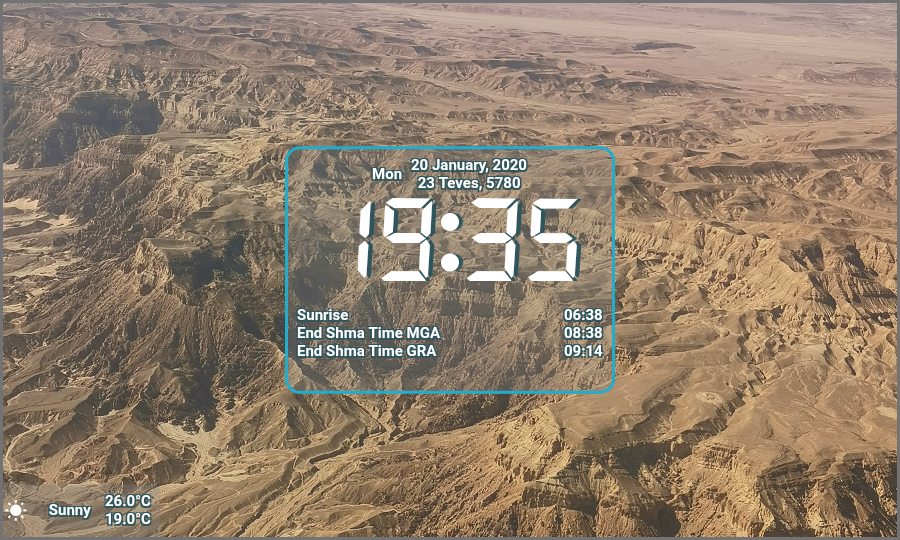 Mon
20 January, 2020
23 Teves, 5780
19:35
Sunrise 06:38
End Shma Time MGA 08:38
End Shma Time GRA 09:14
Sunny
26.0°C
19.0°C